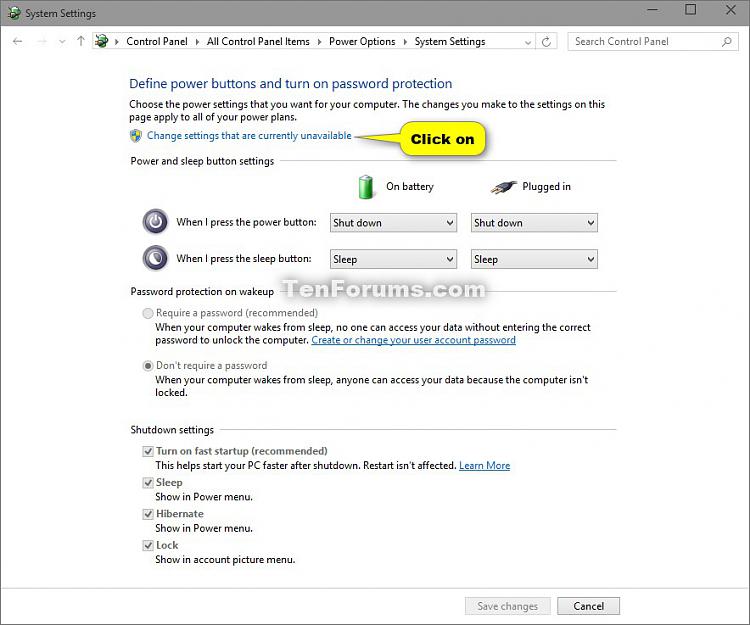 System Settings
Control Panel All Control Panel Items Power Options System Settings
Search Control Panel
Define power buttons and turn on password protection
Choose the power settings that you want for your computer. The changes you make to the settings on this
page apply to all of your power plans.
Change settings that are currently unavailable
Click on
Power and sleep button settings
On battery Plugged in
When I press the power button: Shut down Shut down
When I press the sleep button: Sleep Sleep
TenForums.com
Password protection on wakeup
Require a password (recommended)
When your computer wakes from sleep, no one can access your data without entering the correct
password to unlock the computer. Create or change your user account password
Don't require a password
When your computer wakes from sleep, anyone can access your data because the computer isn't
locked.
Shutdown settings
Turn on fast startup (recommended)
This helps start your PC faster after shutdown. Restart isn't affected. Learn More
Sleep
Show in Power menu.
Hibernate
Show in Power menu.
Lock
Show in account picture menu.
Save changes Cancel